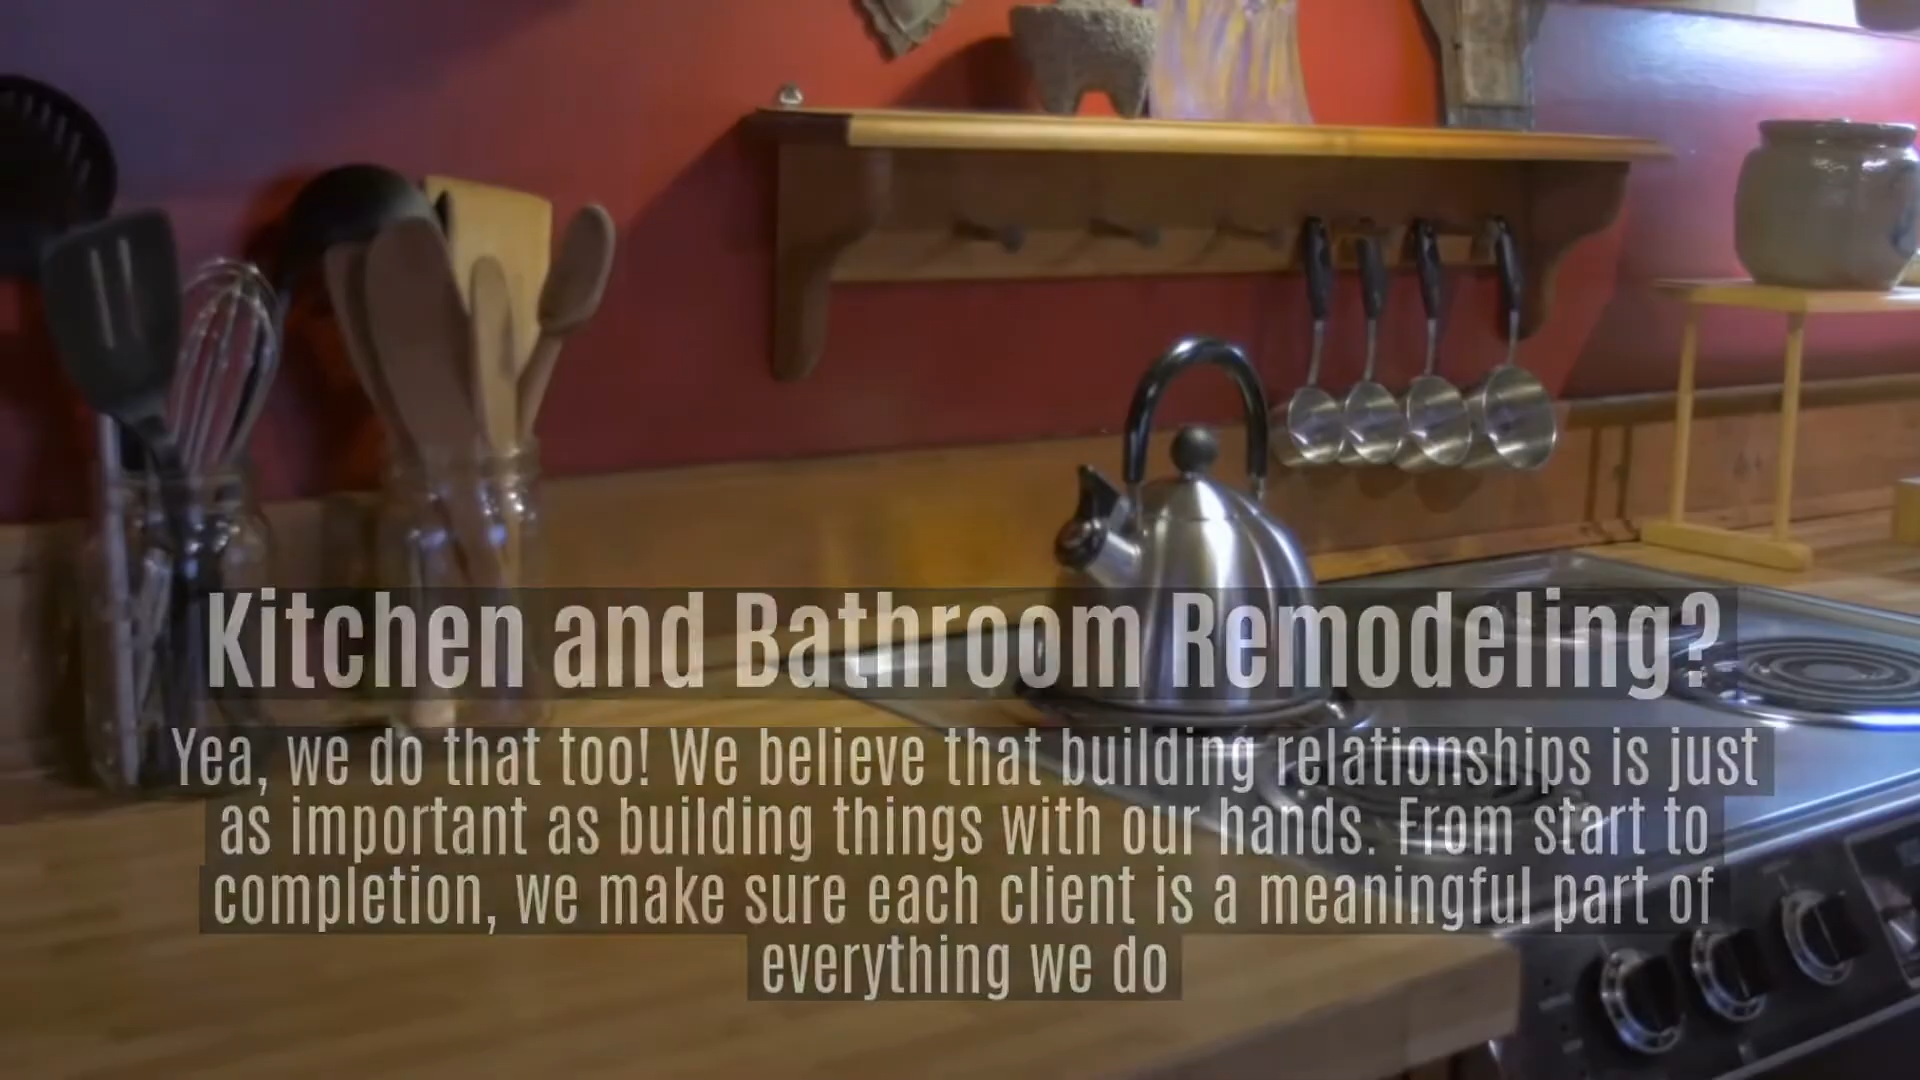 Kitchen and Bathroom Remodeling?
Yea, we do that too! We believe that building relationships is just
as important as building things with our hands. From start to
completion, we make sure each client is a meaningful part of
everything we do